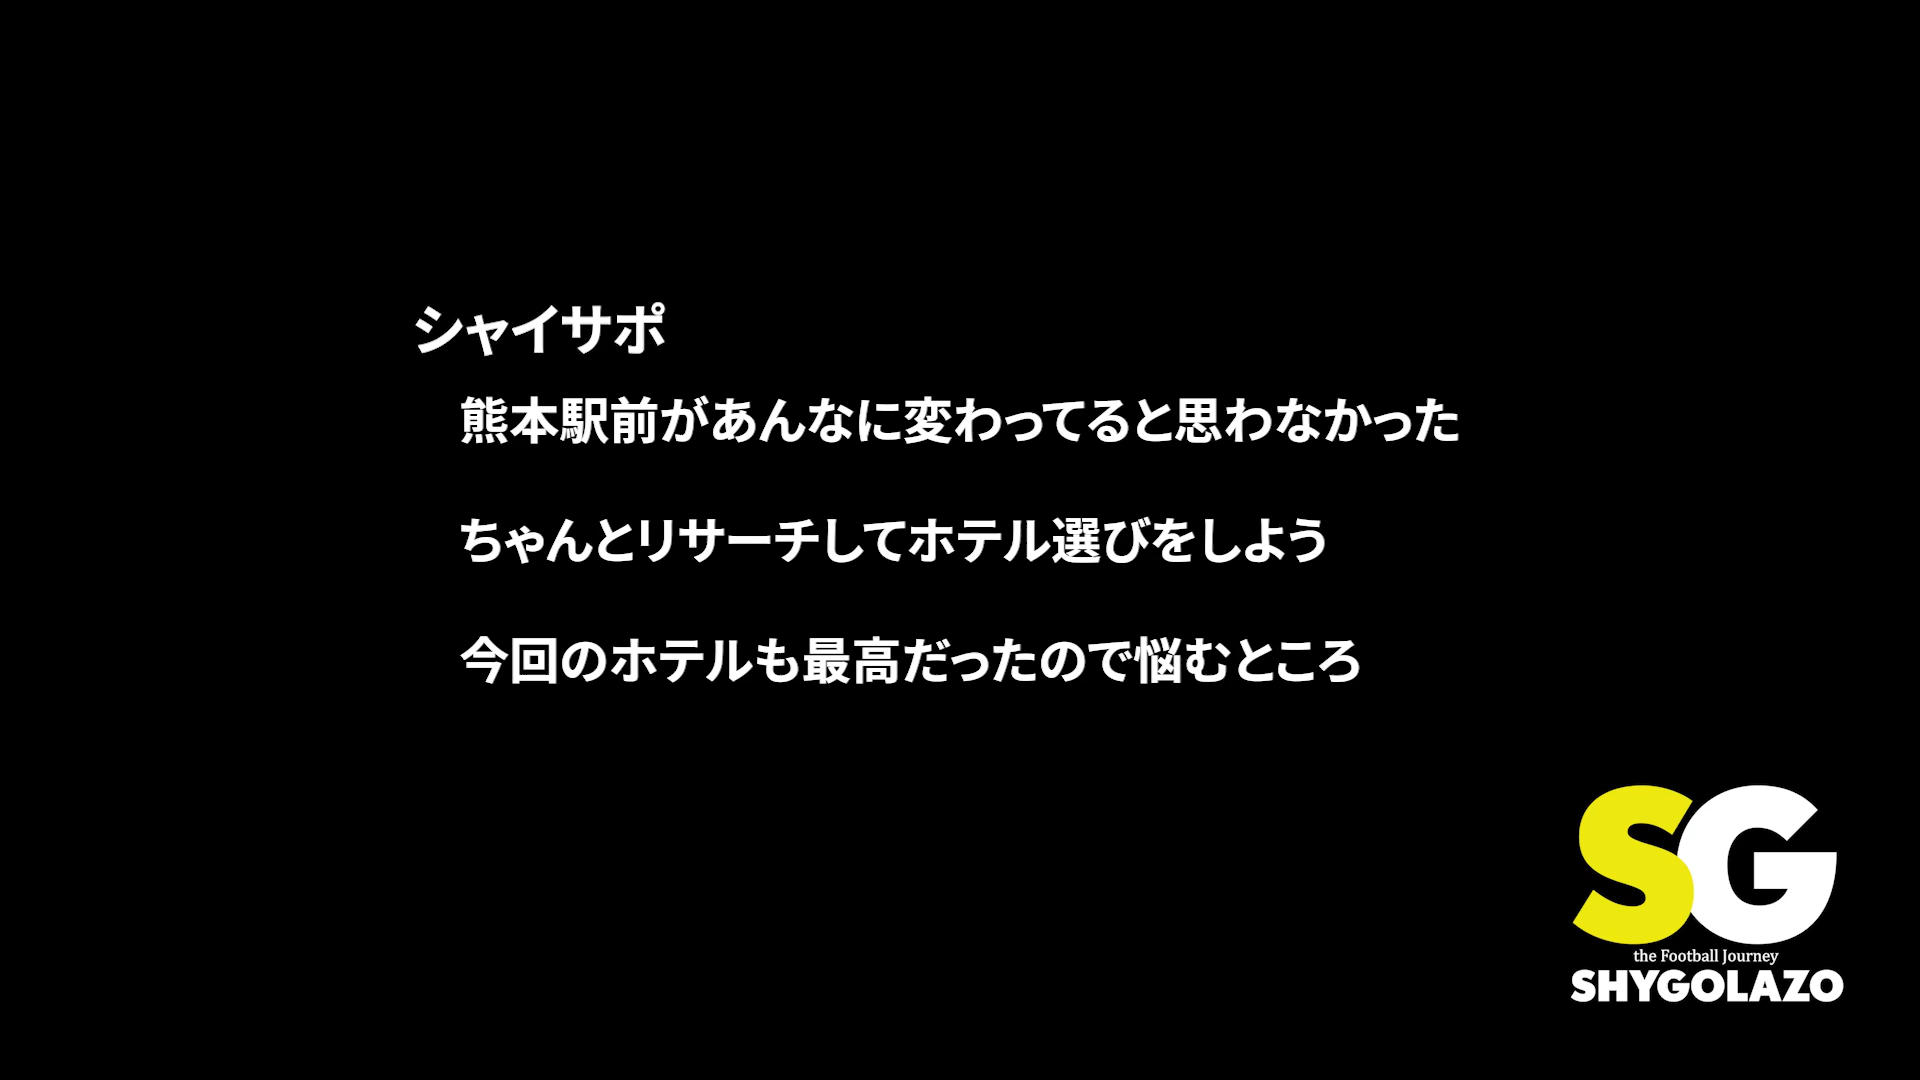 シャイサポ
熊本駅前があんなに変わってると思わなかった
ちゃんとリサーチしてホテル選びをしよう
今回のホテルも最高だったので悩むところ
SG
the Football Journey
SHYGOLAZO